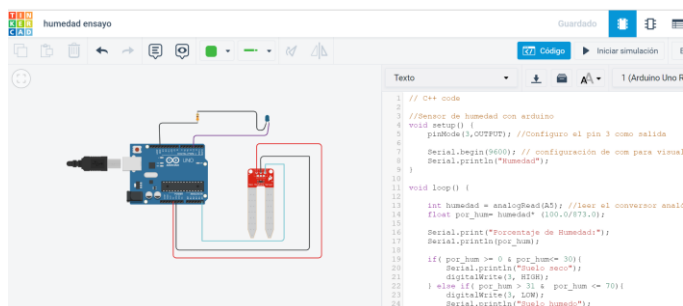 TIN
KER
CAD
humedad ensayo
Guardado
Código
Iniciar simulación
Texto
1 (Arduino Uno R
UNO
ARDUINO
1 // C++ code
2
3 //Sensor de humedad con arduino
4 void setup() {
5 pinMode(3,OUTPUT); //Configuro el pin 3 como salida
6
7 Serial.begin(9600); // configuración de com para visual
8 Serial.println("Humedad");
9 }
10
11 void loop() {
12
13 int humedad = analogRead(A5); //leer el conversor analó
14 float por_hum= humedad* (100.0/873.0);
15
16 Serial.print("Porcentaje de Humedad:");
17 Serial.println(por_hum);
18
19 if( por_hum >= 0 & por_hum<= 30){
20 Serial.println("Suelo seco");
21 digitalWrite(3, HIGH);
22 } else if( por_hum > 31 & por_hum <= 70){
23 digitalWrite(3, LOW);
24 Serial.println("Suelo humedo");